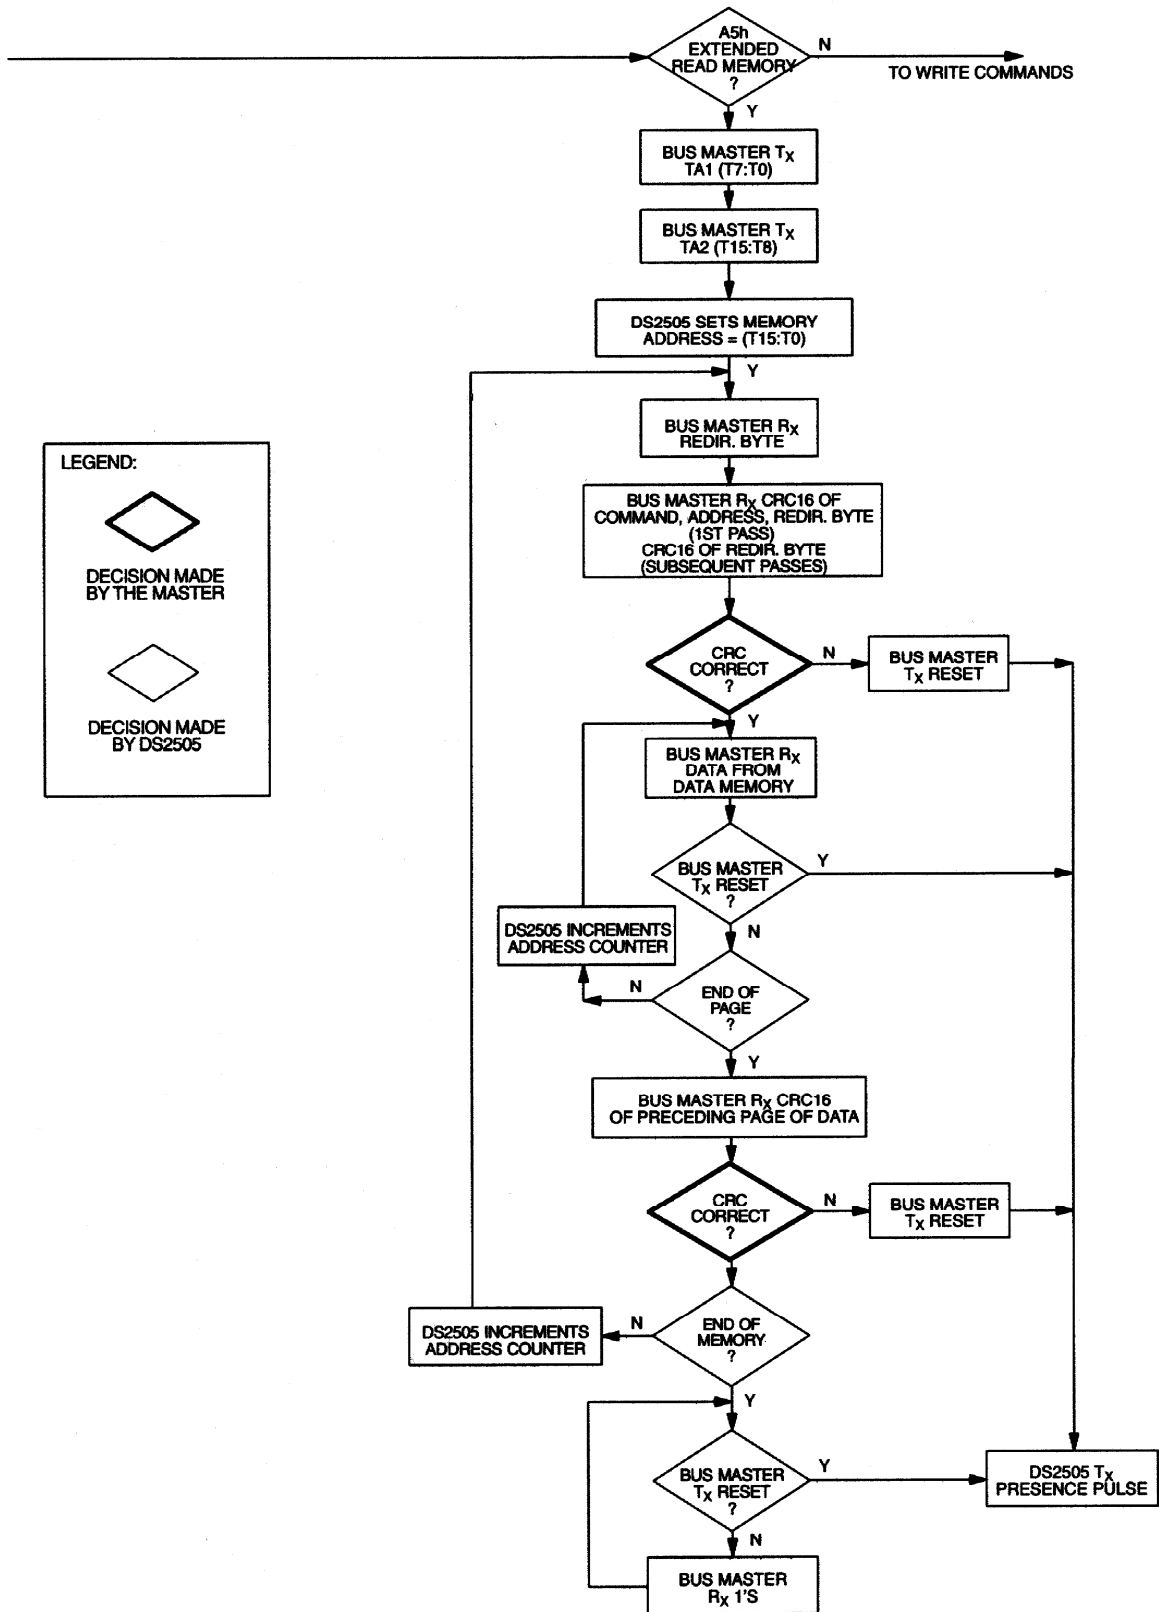 A5h
EXTENDED
READ MEMORY
?
N
TO WRITE COMMANDS
Y
BUS MASTER TX
TA1 (T7:T0)
BUS MASTER TX
TA2 (T15:T8)
DS2505 SETS MEMORY
ADDRESS = (T15:T0)
Y
BUS MASTER RX
REDIR. BYTE
LEGEND:
DECISION MADE
BY THE MASTER
DECISION MADE
BY DS2505
BUS MASTER RX CRC16 OF
COMMAND, ADDRESS, REDIR. BYTE
(1ST PASS)
CRC16 OF REDIR. BYTE
(SUBSEQUENT PASSES)
CRC
CORRECT
?
N
BUS MASTER
TX RESET
Y
BUS MASTER RX
DATA FROM
DATA MEMORY
BUS MASTER
TX RESET
?
Y
N
DS2505 INCREMENTS
ADDRESS COUNTER
N
END OF
PAGE
?
Y
BUS MASTER RX CRC16
OF PRECEDING PAGE OF DATA
CRC
CORRECT
?
N
BUS MASTER
TX RESET
DS2505 INCREMENTS
ADDRESS COUNTER
N
END OF
MEMORY
?
Y
BUS MASTER
TX RESET
?
Y
DS2505 TX
PRESENCE PULSE
N
BUS MASTER
RX 1'S